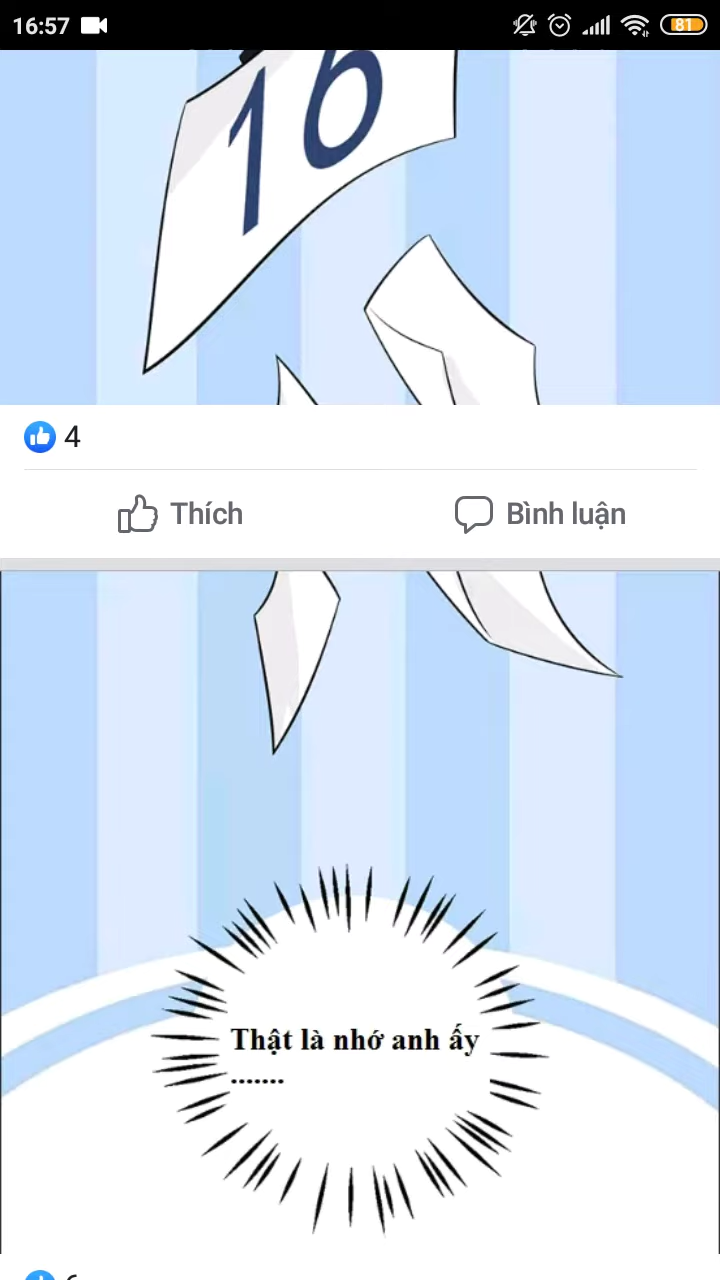 16:57 81
16
4
Thích Bình luận
Thật là nhớ anh ấy
.......